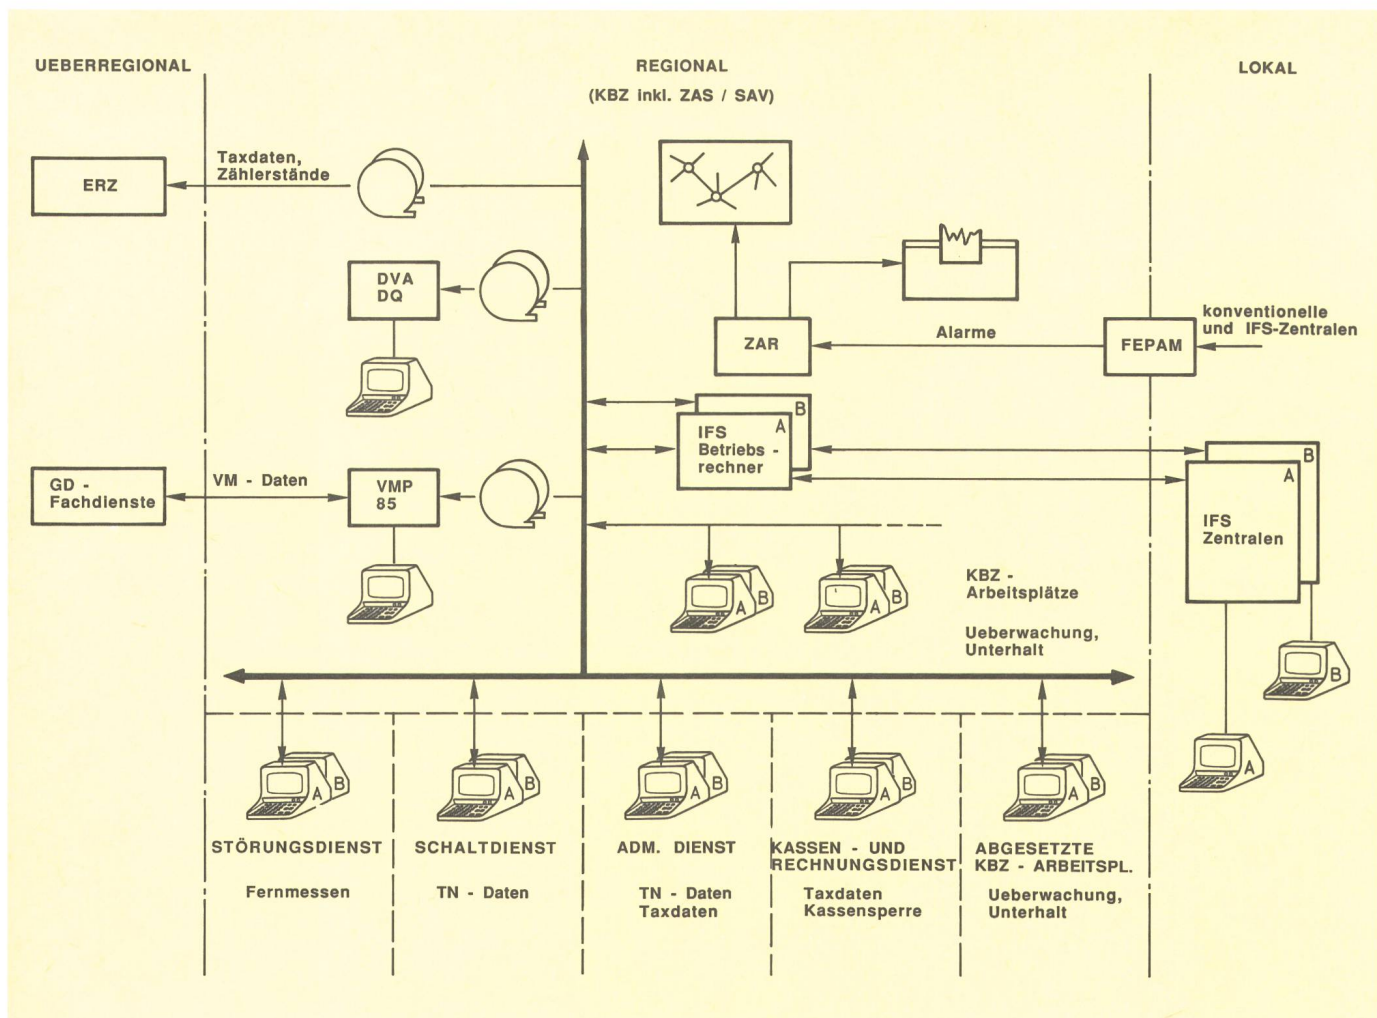 UEBERREGIONAL
REGIONAL
(KBZ inkl. ZAS / SAV)
LOKAL
ERZ
Taxdaten,
Zählerstände
DVA
DQ
ZAR
Alarme
FEPAM
konventionelle
und IFS-Zentralen
B
A
IFS
Betriebs -
rechner
GD -
Fachdienste
VM - Daten
VMP
85
B
A
IFS
Zentralen
A
B
A
B
KBZ -
Arbeitsplätze
Ueberwachung,
Unterhalt
B
A
A
B
A
B
A
B
A
B
A
B
STÖRUNGSDIENST
Fernmessen
SCHALTDIENST
TN - Daten
ADM. DIENST
TN - Daten
Taxdaten
KASSEN - UND
RECHNUNGSDIENST
Taxdaten
Kassensperre
ABGESETZTE
KBZ - ARBEITSPL.
Ueberwachung,
Unterhalt